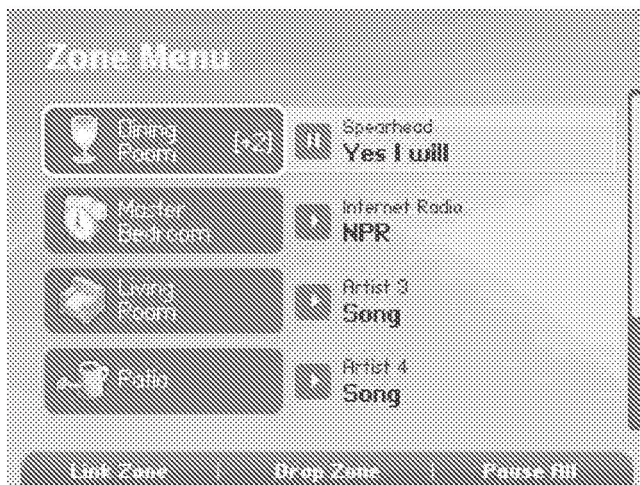 Zone Menu
Dining
Room
[+2]
Spearhead
Yes I will
Master
Bedroom
Internet Radio
NPR
Living
Room
Artist 3
Song
Patio
Artist 4
Song
Link Zone
Drop Zone
Pause All